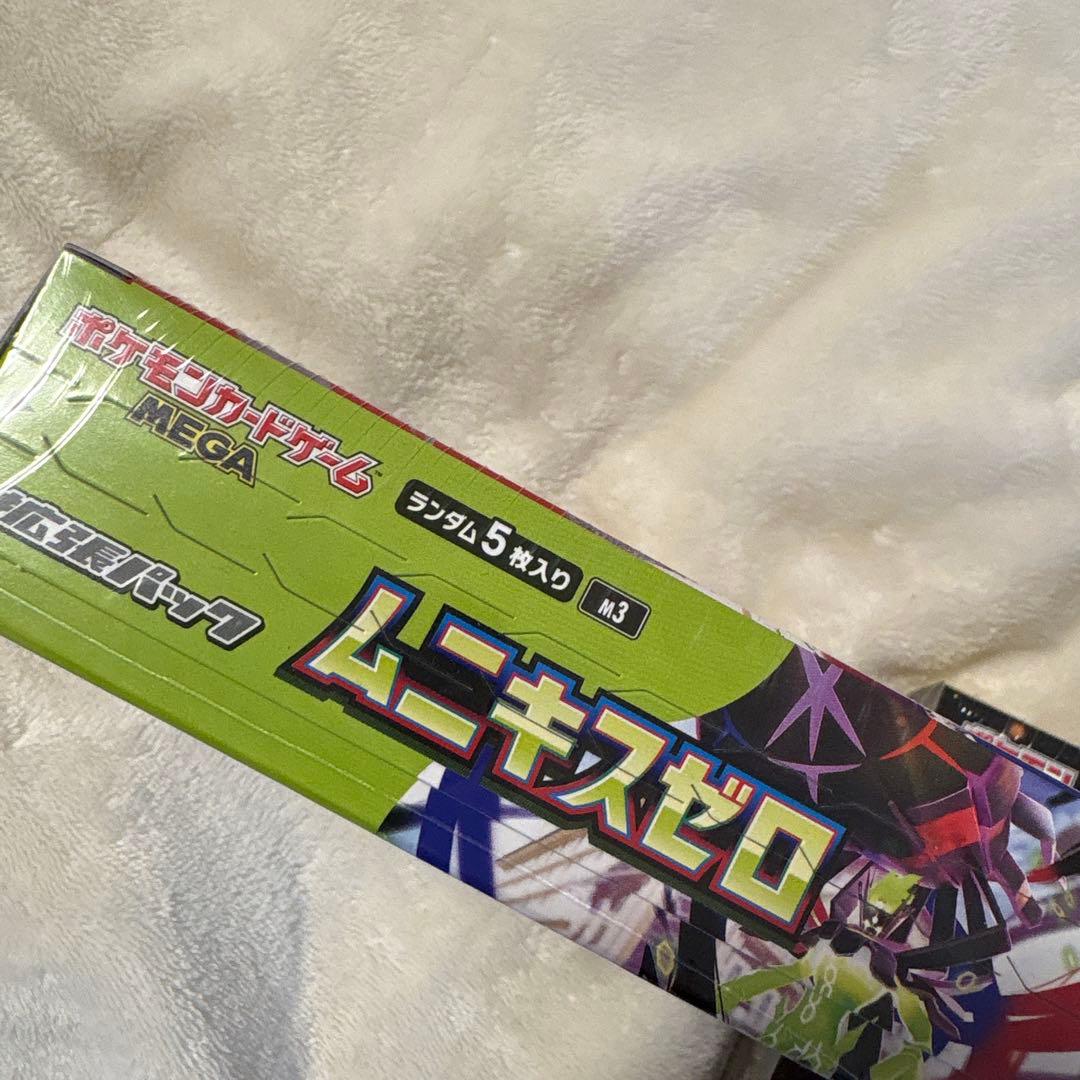 ポケモンカードゲーム
MEGA
拡張パック
ランダム5枚入り
M3
ムニキスゼロ